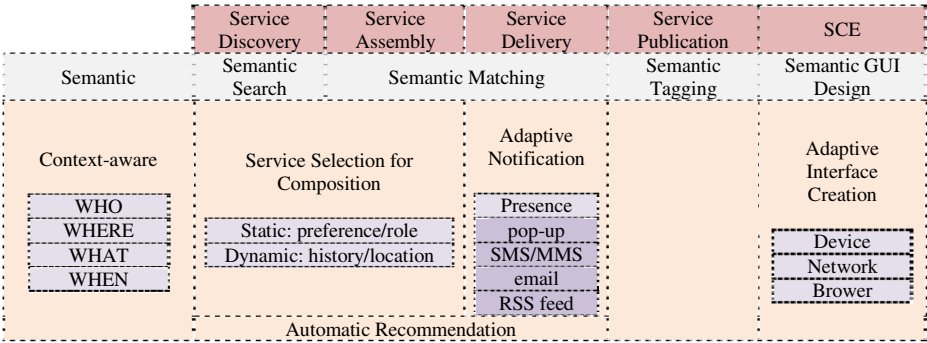 Service Discovery
Service Assembly
Service Delivery
Service Publication
SCE
Semantic
Semantic Search
Semantic Matching
Semantic Tagging
Semantic GUI Design
Context-aware
WHO
WHERE
WHAT
WHEN
Service Selection for
Composition
Static: preference/role
Dynamic: history/location
Adaptive
Notification
Presence
pop-up
SMS/MMS
email
RSS feed
Adaptive
Interface
Creation
Device
Network
Brower
Automatic Recommendation